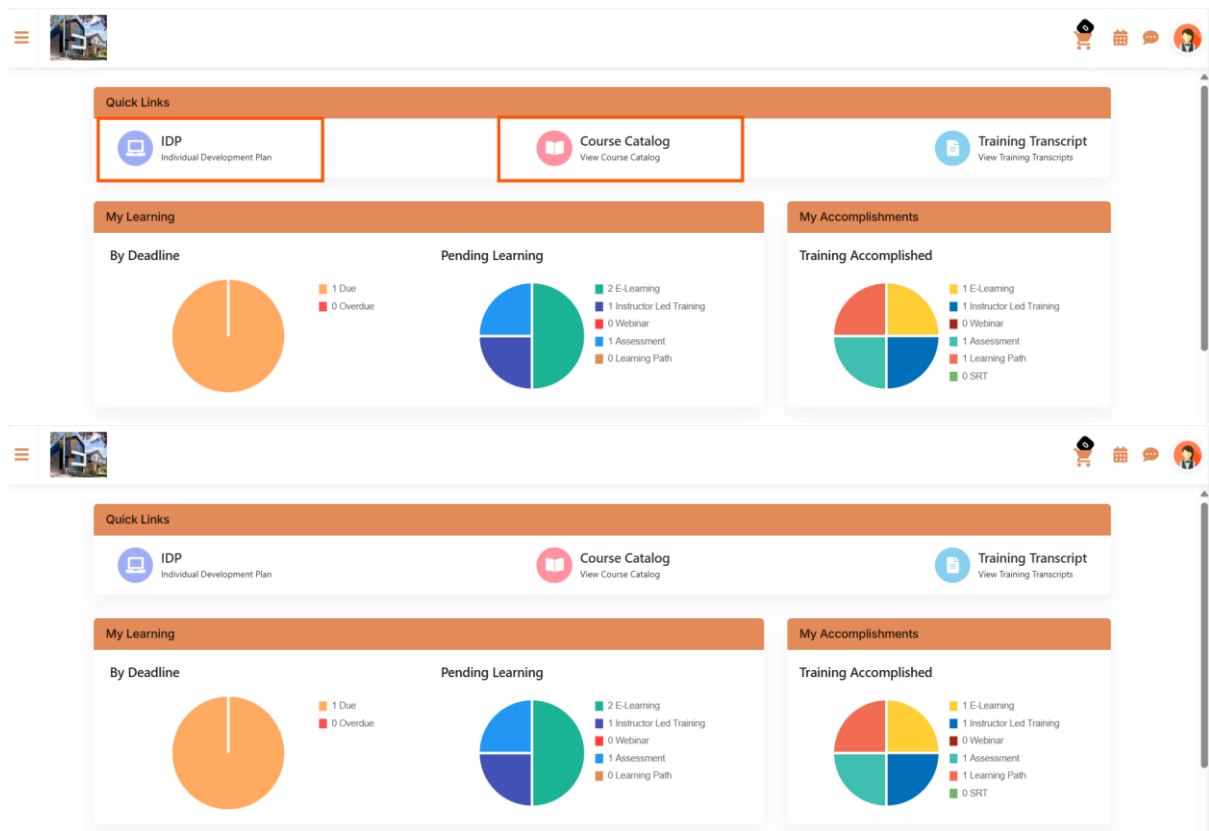 0
Quick Links
IDP
Individual Development Plan
Course Catalog
View Course Catalog
Training Transcript
View Training Transcripts
My Learning
By Deadline
1 Due
0 Overdue
Pending Learning
2 E-Learning
1 Instructor Led Training
0 Webinar
1 Assessment
0 Learning Path
My Accomplishments
Training Accomplished
1 E-Learning
1 Instructor Led Training
0 Webinar
1 Assessment
1 Learning Path
0 SRT
0
Quick Links
IDP
Individual Development Plan
Course Catalog
View Course Catalog
Training Transcript
View Training Transcripts
My Learning
By Deadline
1 Due
0 Overdue
Pending Learning
2 E-Learning
1 Instructor Led Training
0 Webinar
1 Assessment
0 Learning Path
My Accomplishments
Training Accomplished
1 E-Learning
1 Instructor Led Training
0 Webinar
1 Assessment
1 Learning Path
0 SRT